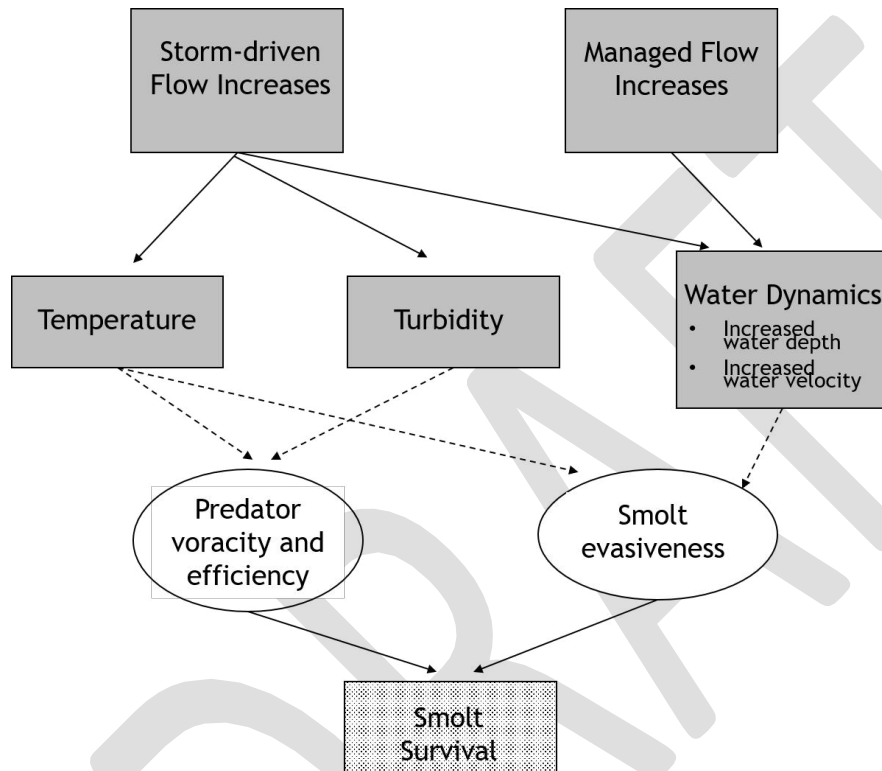 Storm-driven
Flow Increases
Managed Flow
Increases
Temperature
Turbidity
Water Dynamics
• Increased
water depth
• Increased
water velocity
Predator
voracity and
efficiency
Smolt
evasiveness
Smolt
Survival
DRAFT